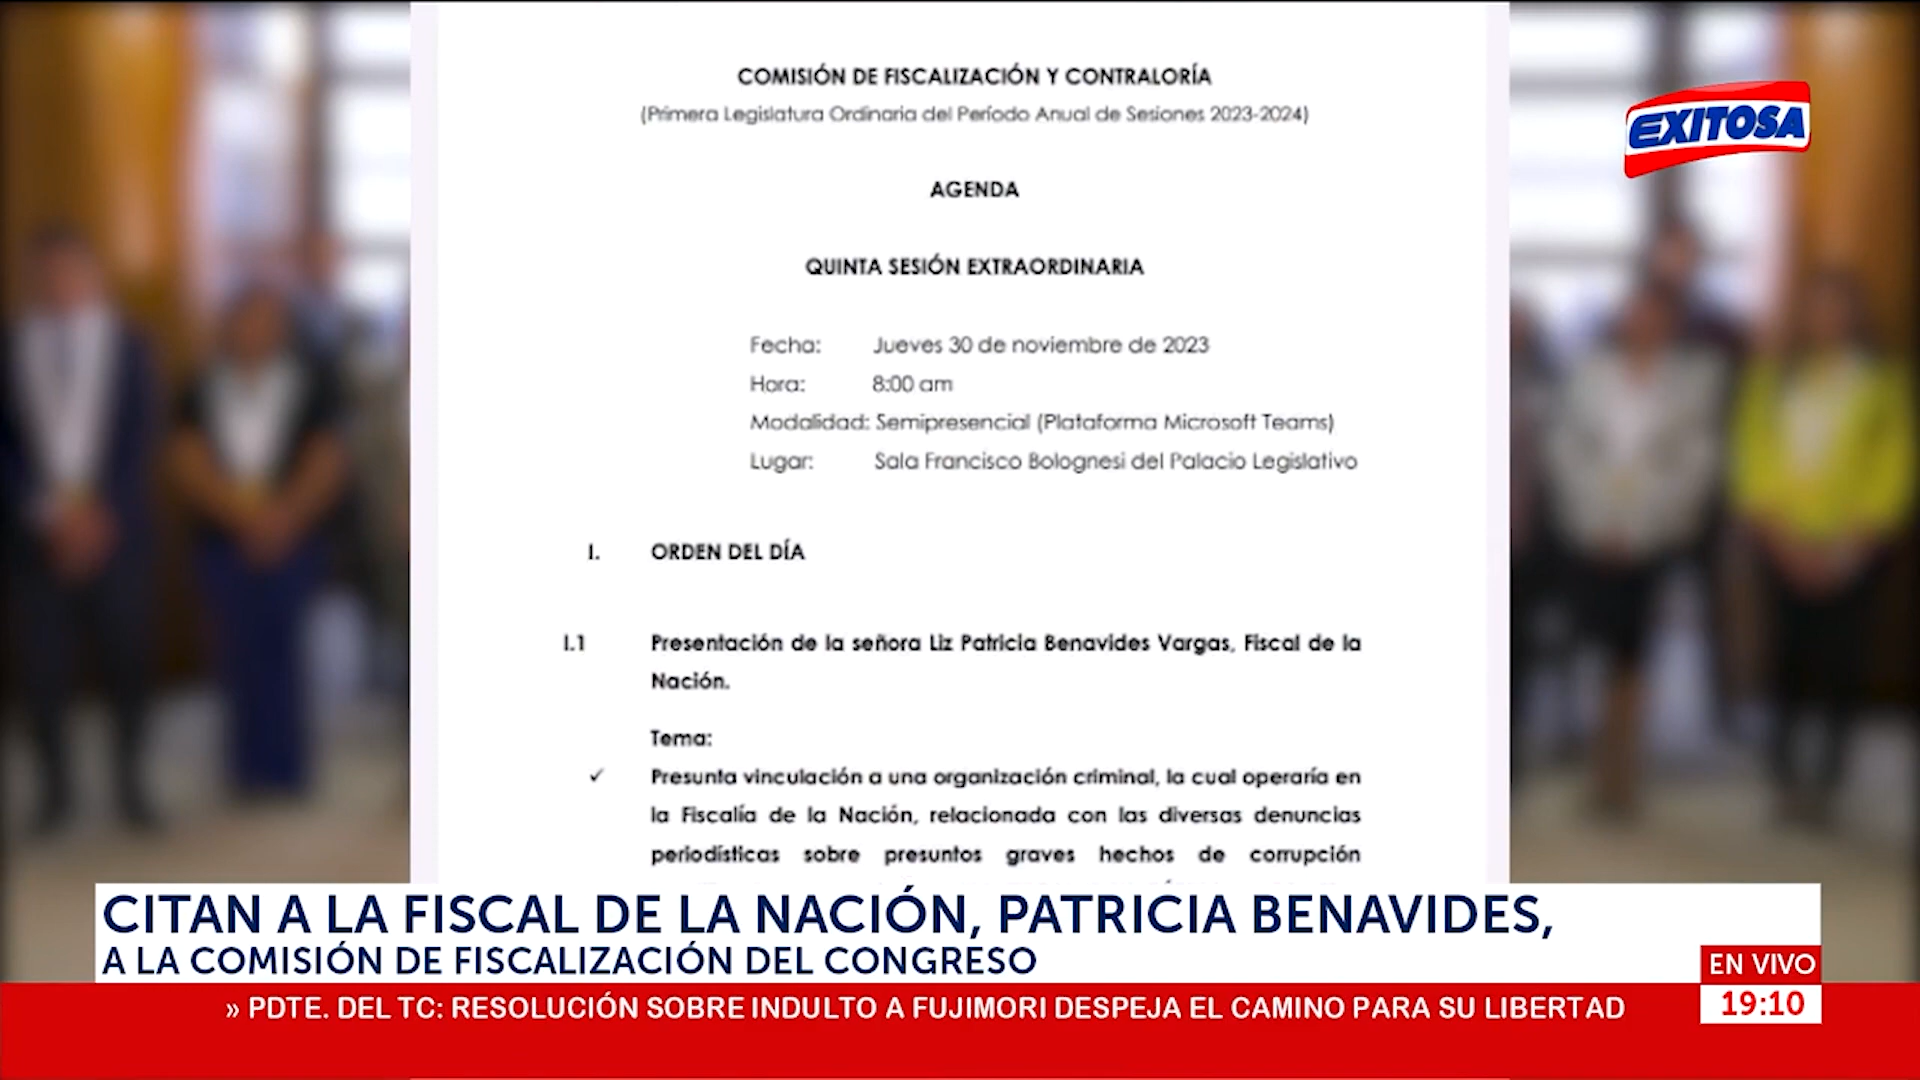 COMISIÓN DE FISCALIZACIÓN Y CONTRALORÍA
(Primera Legislatura Ordinaria del Período Anual de Sesiones 2023-2024)
EXITOSA
AGENDA
QUINTA SESIÓN EXTRAORDINARIA
Fecha: Jueves 30 de noviembre de 2023
Hora: 8:00 am
Modalidad: Semipresencial (Plataforma Microsoft Teams)
Lugar: Sala Francisco Bolognesi del Palacio Legislativo
I. ORDEN DEL DÍA
I.1 Presentación de la señora Liz Patricia Benavides Vargas, Fiscal de la
Nación.
Tema:
✓ Presunta vinculación a una organización criminal, la cual operaría en
la Fiscalía de la Nación, relacionada con las diversas denuncias
periodísticas sobre presuntos graves hechos de corrupción
CITAN A LA FISCAL DE LA NACIÓN, PATRICIA BENAVIDES,
A LA COMISIÓN DE FISCALIZACIÓN DEL CONGRESO
EN VIVO
» PDTE. DEL TC: RESOLUCIÓN SOBRE INDULTO A FUJIMORI DESPEJA EL CAMINO PARA SU LIBERTAD
19:10